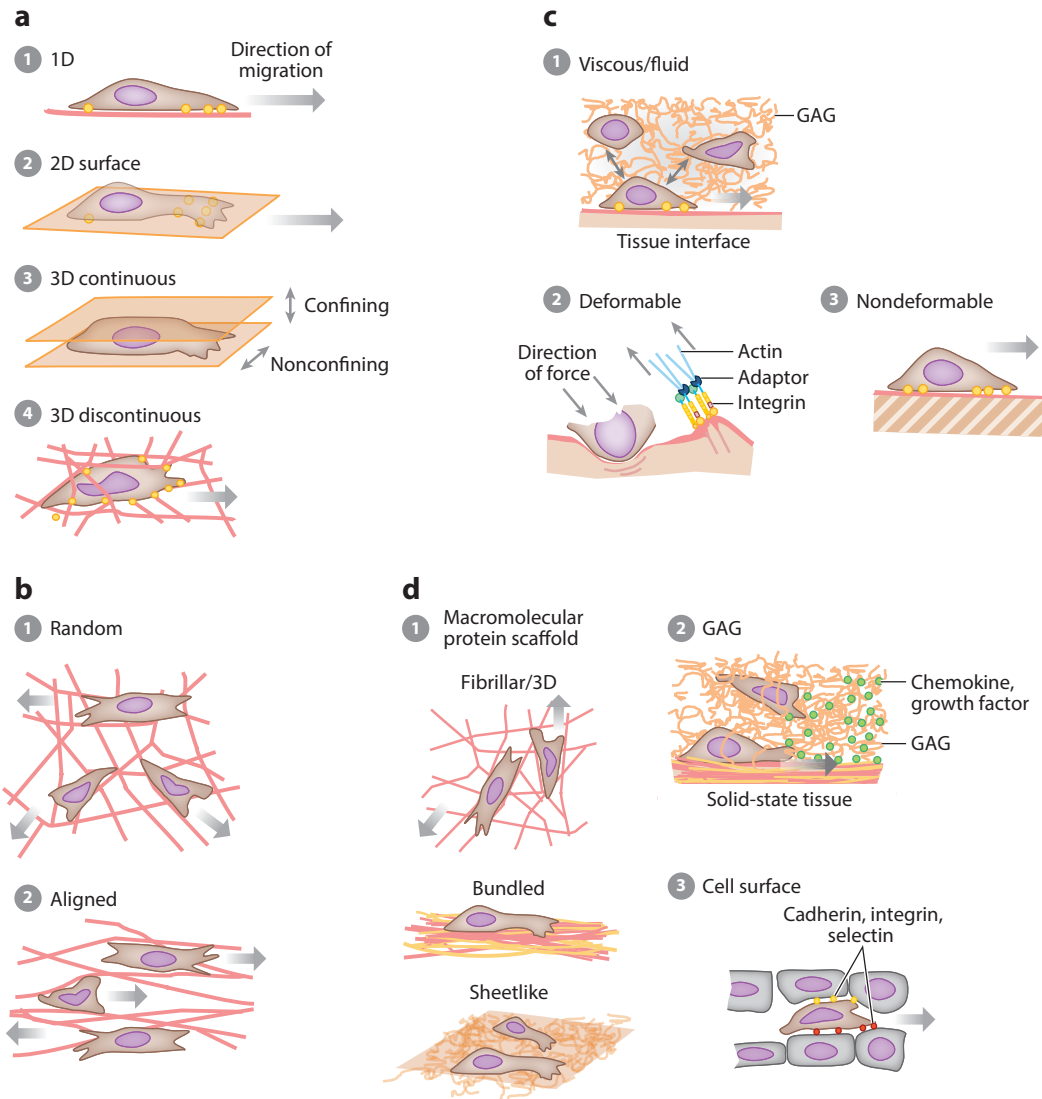 a
1 1D
Direction of
migration
2 2D surface
3 3D continuous
Confining
Nonconfining
4 3D discontinuous
b
1 Random
2 Aligned
c
1 Viscous/fluid
GAG
Tissue interface
2 Deformable
Direction
of force
Actin
Adaptor
Integrin
3 Nondeformable
d
1 Macromolecular
protein scaffold
Fibrillar/3D
Bundled
Sheetlike
2 GAG
Chemokine,
growth factor
GAG
Solid-state tissue
3 Cell surface
Cadherin, integrin,
selectin